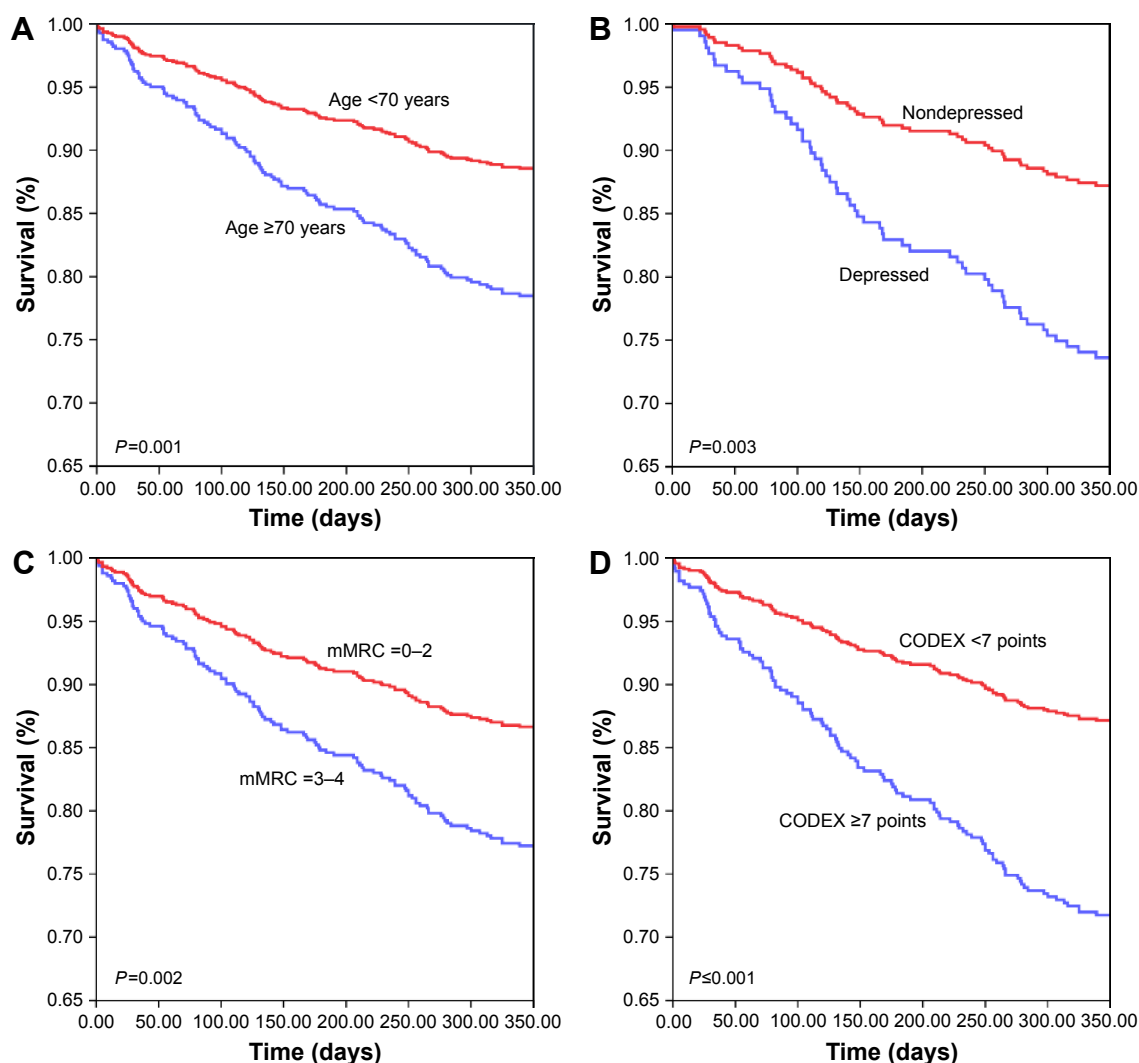 A
Survival (%)
1.00
0.95
0.90
0.85
0.80
0.75
0.70
0.65
Age <70 years
Age ≥70 years
P=0.001
0.00 50.00 100.00 150.00 200.00 250.00 300.00 350.00
Time (days)
B
Survival (%)
1.00
0.95
0.90
0.85
0.80
0.75
0.70
0.65
Nondepressed
Depressed
P=0.003
0.00 50.00 100.00 150.00 200.00 250.00 300.00 350.00
Time (days)
C
Survival (%)
1.00
0.95
0.90
0.85
0.80
0.75
0.70
0.65
mMRC =0–2
mMRC =3–4
P=0.002
0.00 50.00 100.00 150.00 200.00 250.00 300.00 350.00
Time (days)
D
Survival (%)
1.00
0.95
0.90
0.85
0.80
0.75
0.70
0.65
CODEX <7 points
CODEX ≥7 points
P≤0.001
0.00 50.00 100.00 150.00 200.00 250.00 300.00 350.00
Time (days)